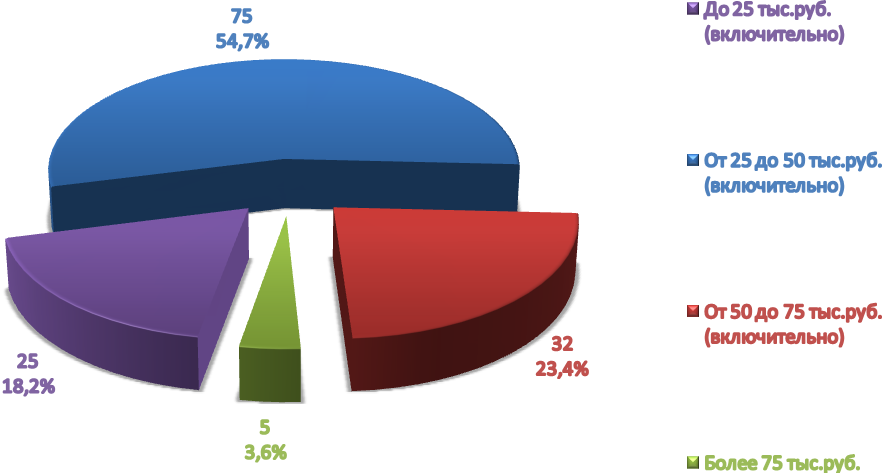 75
54,7%
До 25 тыс.руб.
(включительно)
От 25 до 50 тыс.руб.
(включительно)
От 50 до 75 тыс.руб.
(включительно)
32
23,4%
25
18,2%
5
3,6%
Более 75 тыс.руб.